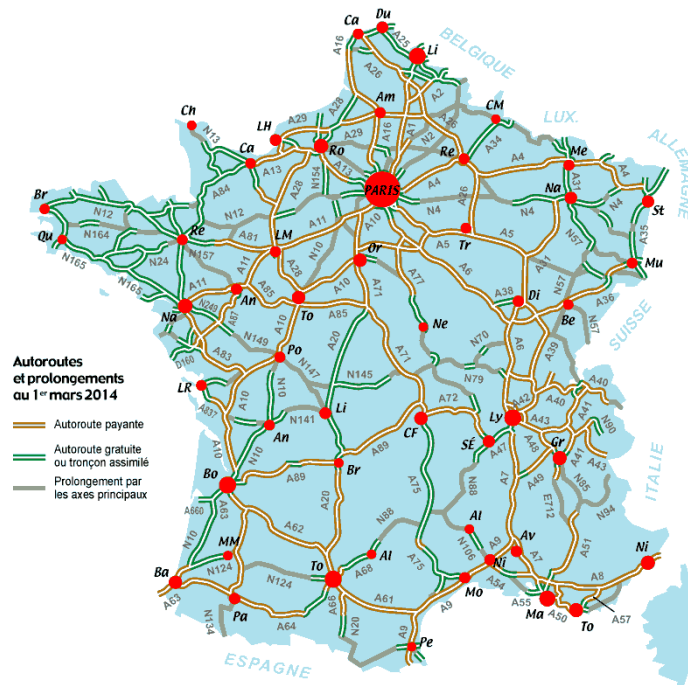 Ca
Du
A16
A25
Li
BELGIQUE
A26
A2
Ch
N13
LH
A29
A28
Am
A1
A16
A29
N2
A26
CM
LUX.
ALLEMAGNE
Ca
A13
Ro
A13
N154
Re
A34
A4
Me
A31
A4
A84
A28
PARIS
A4
A26
Na
N4
St
Br
N12
N12
A11
A10
N4
N4
A35
Qu
N164
Re
A81
LM
N10
Or
A5
Tr
A5
N57
Mu
N165
N24
N157
A11
A28
A10
A77
A6
A31
A38
Di
N57
A36
Be
N165
Na
A11
An
A85
To
A85
A71
N57
SUISSE
N249
A87
A10
A20
Ne
A6
A39
N70
D160
A83
N149
Po
N147
N145
A71
N79
A40
A40
Autoroutes
et prolongements
au 1er mars 2014
LR
A10
N10
A72
A42
A41
A837
An
N141
Li
CF
Ly
A43
N90
Autoroute payante
SÉ
A47
A48
Gr
A41
A43
Autoroute gratuite
ou tronçon assimilé
A10
N10
A89
N88
A7
N85
ITALIE
Prolongement par
les axes principaux
Bo
A89
Br
A75
E712
N94
A660
A63
A62
A20
N10
MM
N88
Al
Al
N106
A9
Av
A7
A51
Ni
Ba
N124
N124
To
A68
A75
Ni
A54
A8
A63
Pa
A66
A61
Mo
A55
Ma
A50
To
A57
N134
A64
N20
A9
A9
Pe
ESPAGNE